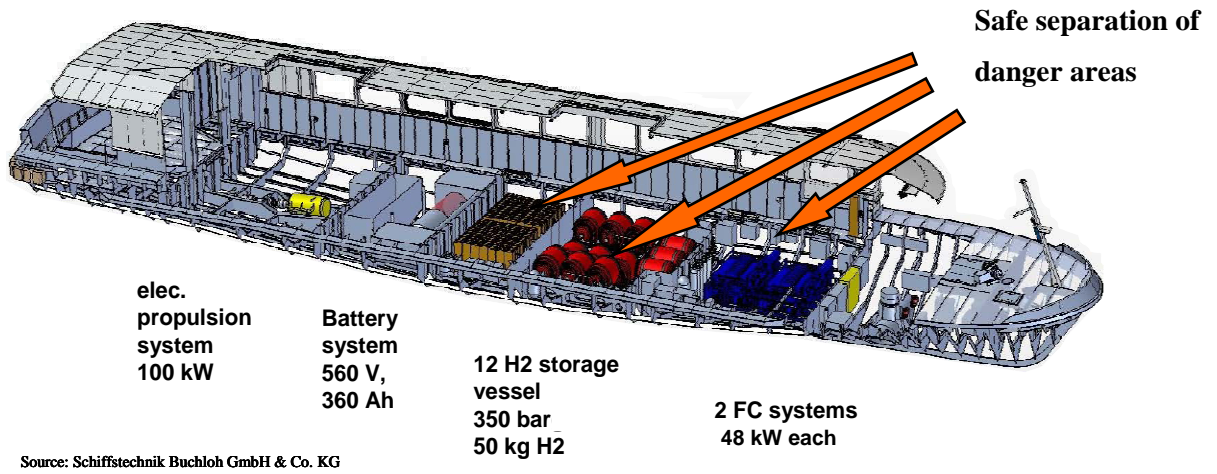 Safe separation of
danger areas
elec.
propulsion
system
100 kW
Battery
system
560 V,
360 Ah
12 H2 storage
vessel
350 bar
50 kg H2
2 FC systems
48 kW each
Source: Schiffstechnik Buchloh GmbH & Co. KG